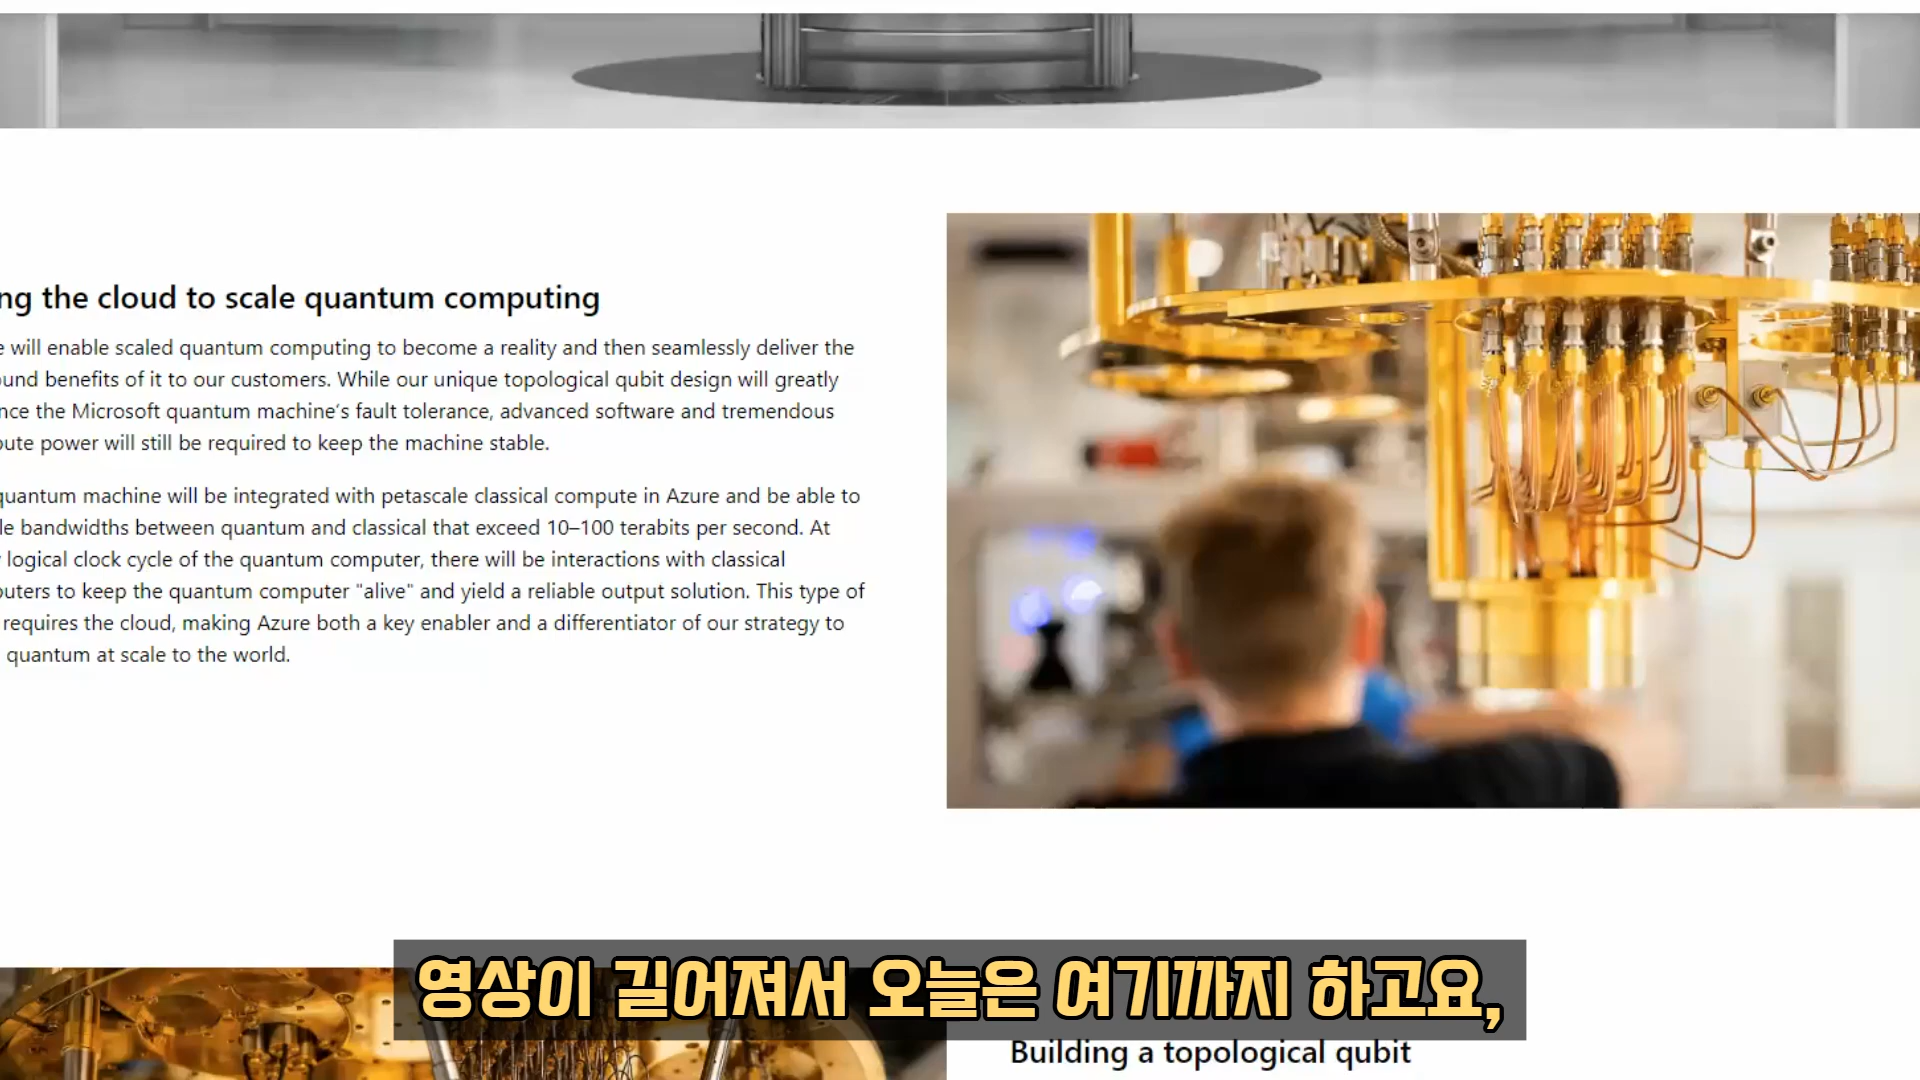 ng the cloud to scale quantum computing
e will enable scaled quantum computing to become a reality and then seamlessly deliver the
ound benefits of it to our customers. While our unique topological qubit design will greatly
nce the Microsoft quantum machine's fault tolerance, advanced software and tremendous
pute power will still be required to keep the machine stable.
quantum machine will be integrated with petascale classical compute in Azure and be able to
le bandwidths between quantum and classical that exceed 10–100 terabits per second. At
logical clock cycle of the quantum computer, there will be interactions with classical
puters to keep the quantum computer "alive" and yield a reliable output solution. This type of
requires the cloud, making Azure both a key enabler and a differentiator of our strategy to
quantum at scale to the world.
영상이 길어져서 오늘은 여기까지 하고요,
Building a topological qubit